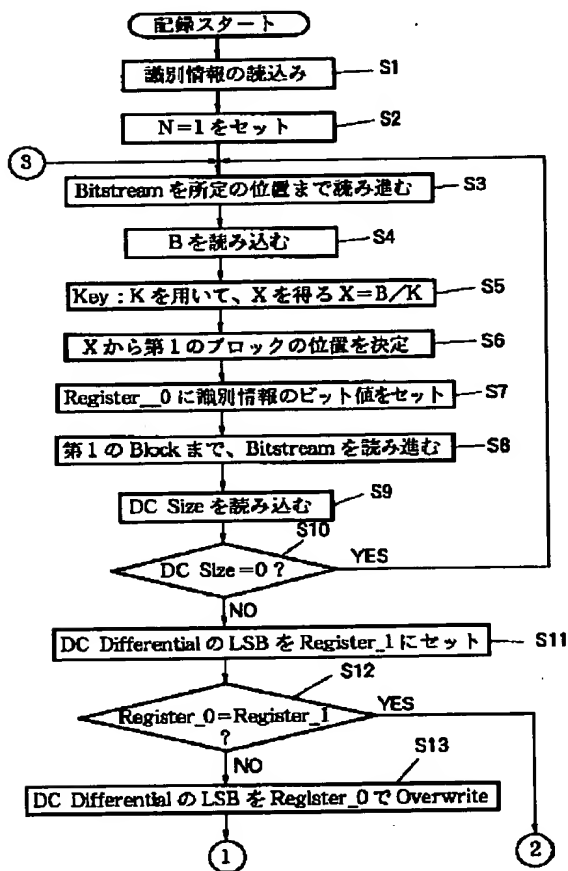 記録スタート
識別情報の読込み
S1
N=1をセット
S2
3
Bitstreamを所定の位置まで読み進む
S3
Bを読み込む
S4
Key:Kを用いて、Xを得るX=B/K
S5
Xから第1のブロックの位置を決定
S6
Register__0に識別情報のビット値をセット
S7
第1のBlockまで、Bitstreamを読み進む
S8
DC Sizeを読み込む
S9
S10
DC Size=0?
YES
NO
DC DifferentialのLSBをRegister_1にセット
S11
S12
Register_0=Register_1
?
YES
NO
S13
DC DifferentialのLSBをRegister_0でOverwrite
1
2